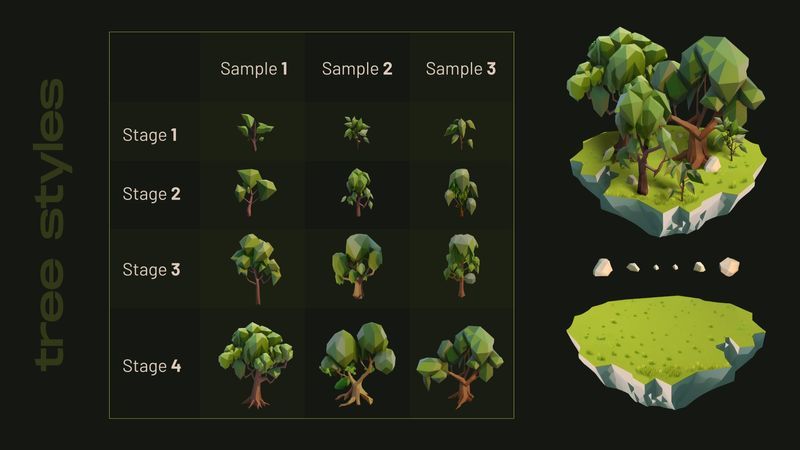 tree styles
Sample 1
Sample 2
Sample 3
Stage 1
Stage 2
Stage 3
Stage 4